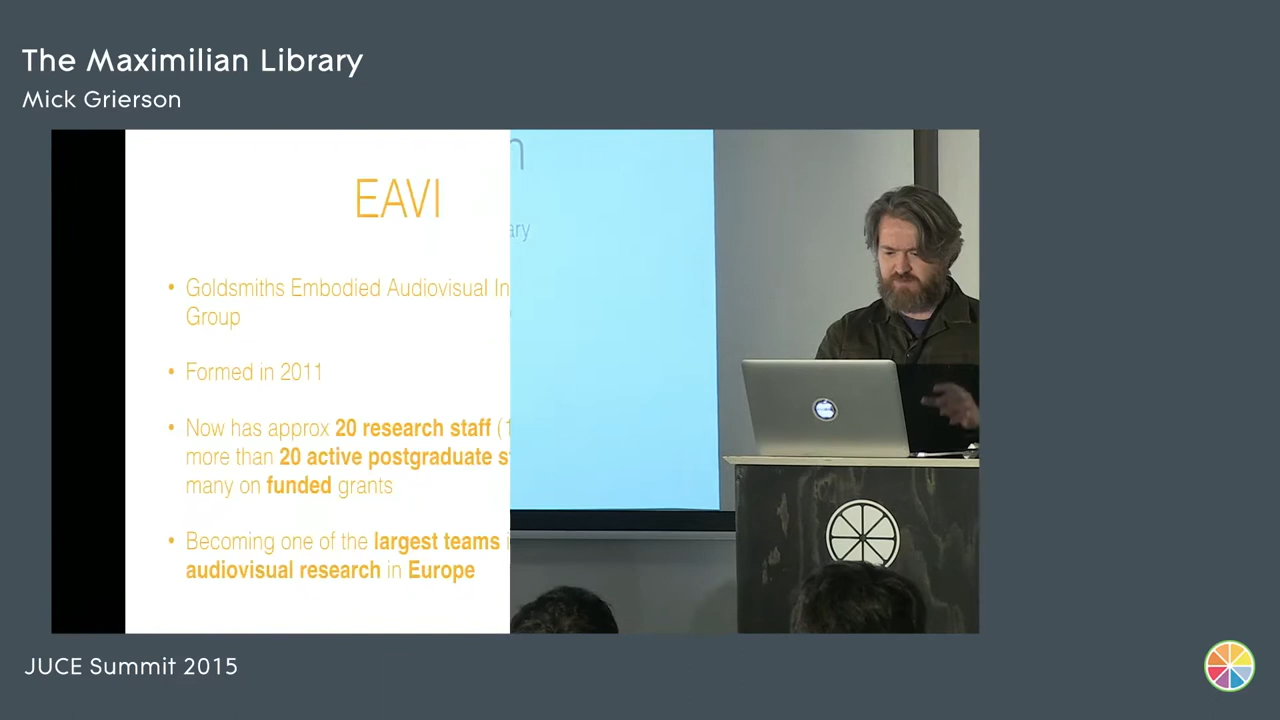 The Maximilian Library
Mick Grierson
EAVI
• Goldsmiths Embodied Audiovisual In
Group
• Formed in 2011
• Now has approx 20 research staff (1
more than 20 active postgraduate s
many on funded grants
• Becoming one of the largest teams i
audiovisual research in Europe
n
ary
JUCE Summit 2015